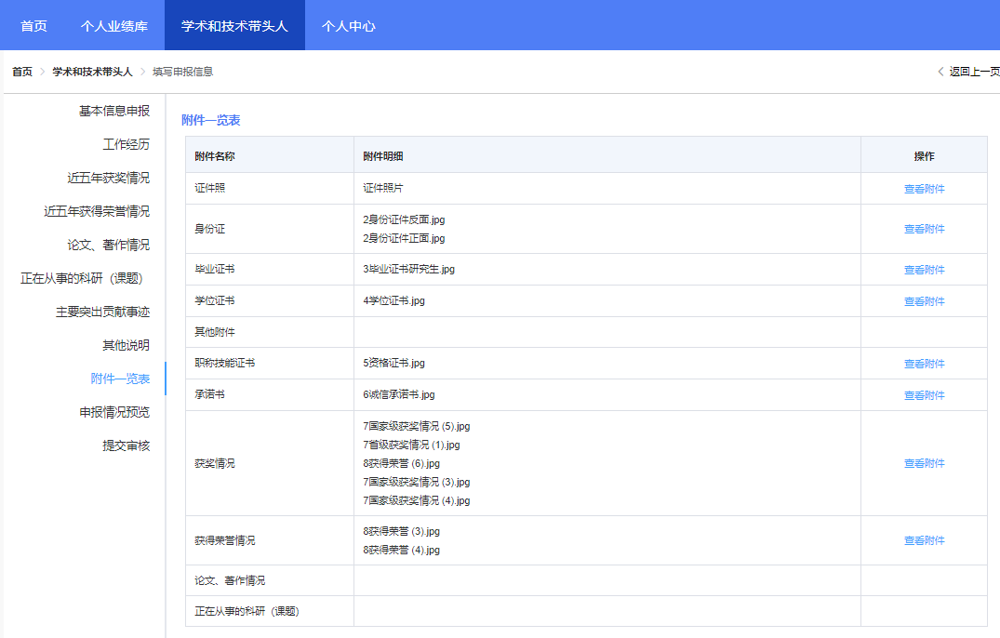 首页 个人业绩库 学术和技术带头人 个人中心
首页 > 学术和技术带头人 > 填写申报信息 < 返回上一页
基本信息申报
工作经历
近五年获奖情况
近五年获得荣誉情况
论文、著作情况
正在从事的科研（课题）
主要突出贡献事迹
其他说明
附件一览表
申报情况预览
提交审核
附件一览表
附件名称 附件明细 操作
证件照 证件照片 查看附件
身份证 2身份证件反面.jpg 查看附件
2身份证件正面.jpg
毕业证书 3毕业证书研究生.jpg 查看附件
学位证书 4学位证书.jpg 查看附件
其他附件
职称技能证书 5资格证书.jpg 查看附件
承诺书 6诚信承诺书.jpg 查看附件
获奖情况 7国家级获奖情况 (5).jpg 查看附件
7首级获奖情况 (1).jpg
8获得荣誉 (6).jpg
7国家级获奖情况 (3).jpg
7国家级获奖情况 (4).jpg
获得荣誉情况 8获得荣誉 (3).jpg 查看附件
8获得荣誉 (4).jpg
论文、著作情况
正在从事的科研（课题）